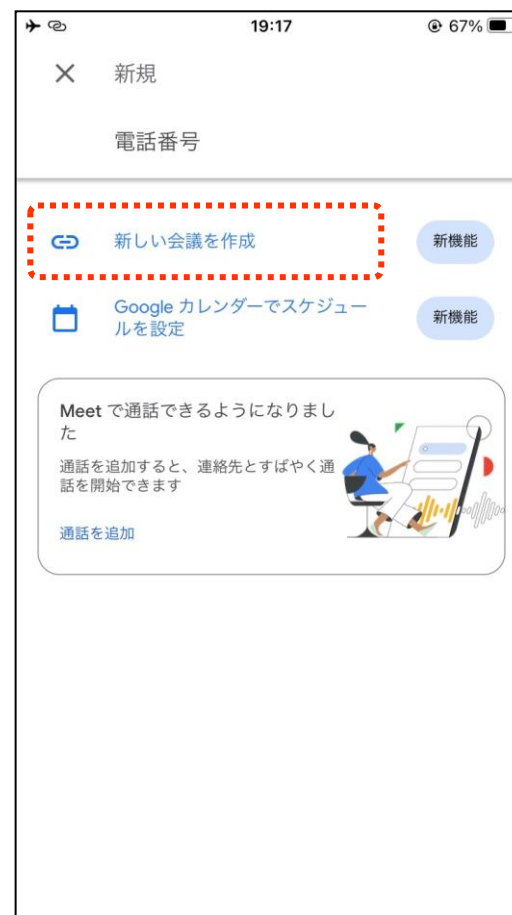 19:17
67%
新規
電話番号
新しい会議を作成
新機能
Google カレンダーでスケジュー
ルを設定
新機能
Meet で通話できるようになりまし
た
通話を追加すると、連絡先とすばやく通
話を開始できます
通話を追加